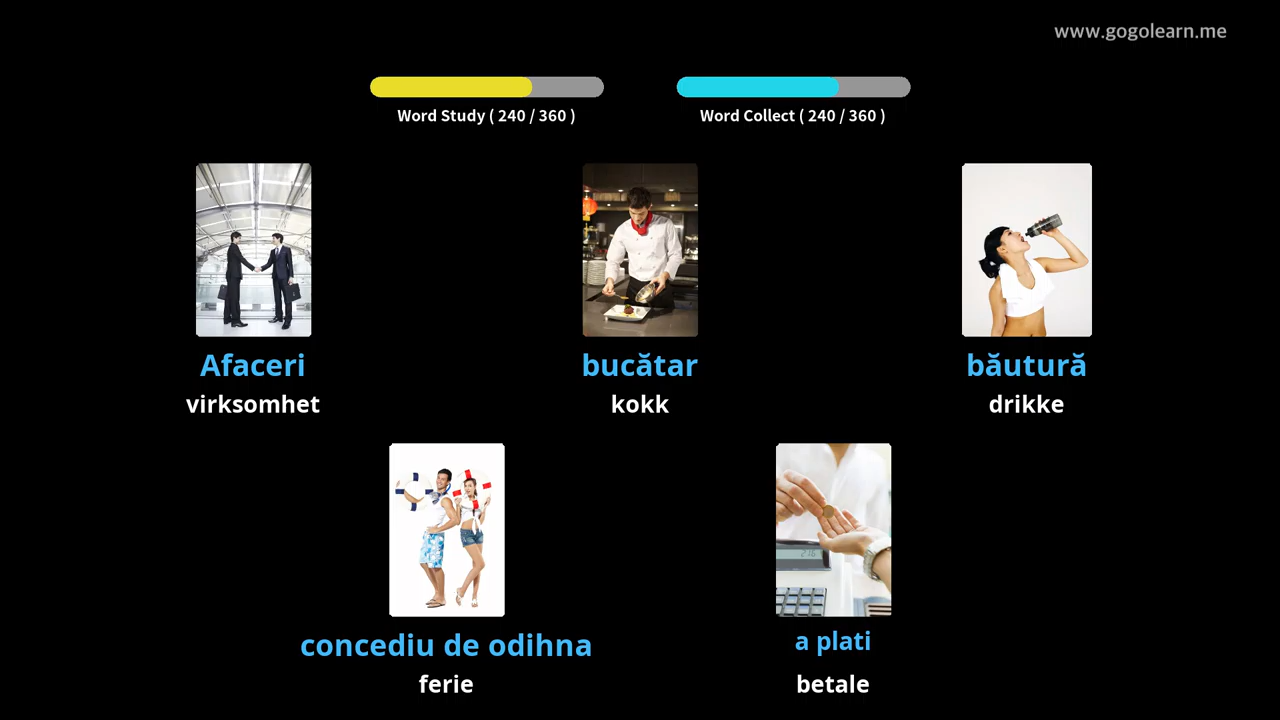 www.gogolearn.me
Word Study ( 240 / 360 )
Word Collect ( 240 / 360 )
Afaceri
virksomhet
bucătar
kokk
băutură
drikke
concediu de odihna
ferie
a plati
betale